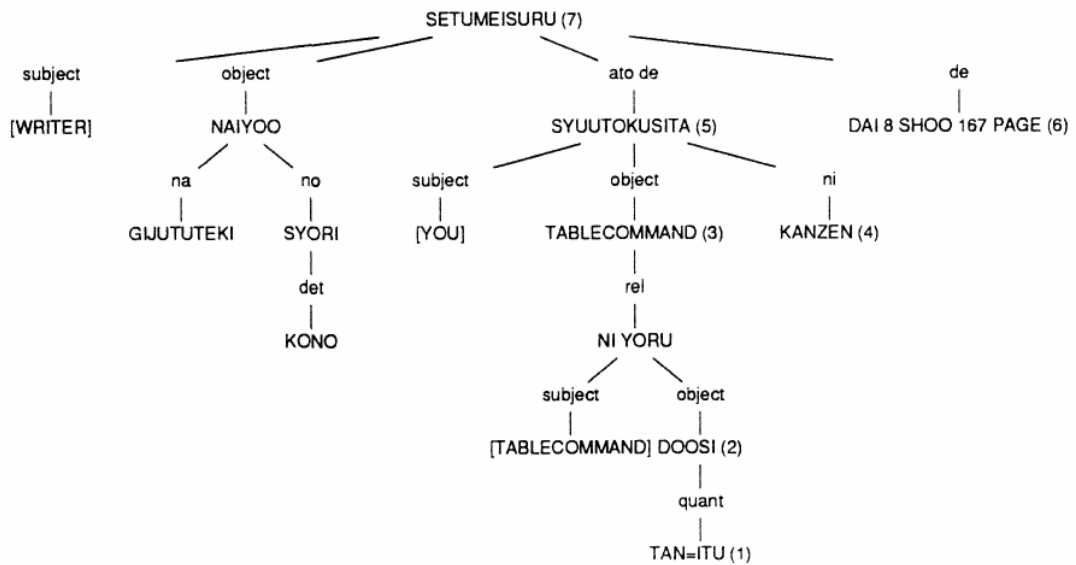 SETUMEISURU (7)
subject object ato de de
[WRITER] NAIYOO SYUUTOKUSITA (5) DAI 8 SHOO 167 PAGE (6)
na no subject object ni
GIJUTUTEKI SYORI [YOU] TABLECOMMAND (3) KANZEN (4)
det rel
KONO NI YORU
subject object
[TABLECOMMAND] DOOSI (2)
quant
TAN=ITU (1)